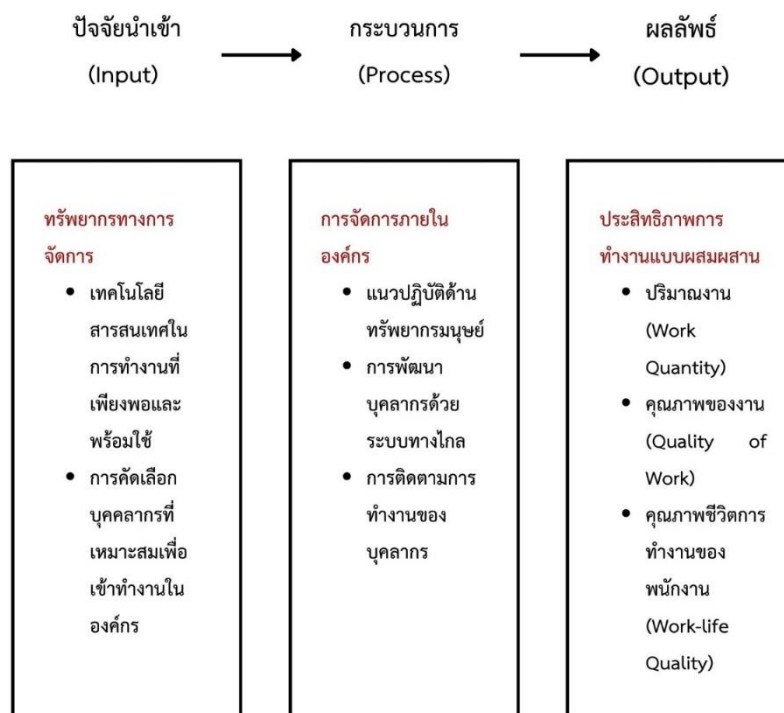 ปัจจัยนำเข้า
(Input)
กระบวนการ
(Process)
ผลลัพธ์
(Output)
ทรัพยากรทางการ
จัดการ
• เทคโนโลยี
สารสนเทศใน
การทำงานที่
เพียงพอและ
พร้อมใช้
• การคัดเลือก
บุคคลากรที่
เหมาะสมเพื่อ
เข้าทำงานใน
องค์กร
การจัดการภายใน
องค์กร
• แนวปฏิบัติด้าน
ทรัพยากรมนุษย์
• การพัฒนา
บุคลากรด้วย
ระบบทางไกล
• การติดตามการ
ทำงานของ
บุคลากร
ประสิทธิภาพการ
ทำงานแบบผสมผสาน
• ปริมาณงาน
(Work
Quantity)
• คุณภาพของงาน
(Quality of
Work)
• คุณภาพชีวิตการ
ทำงานของ
พนักงาน
(Work-life
Quality)